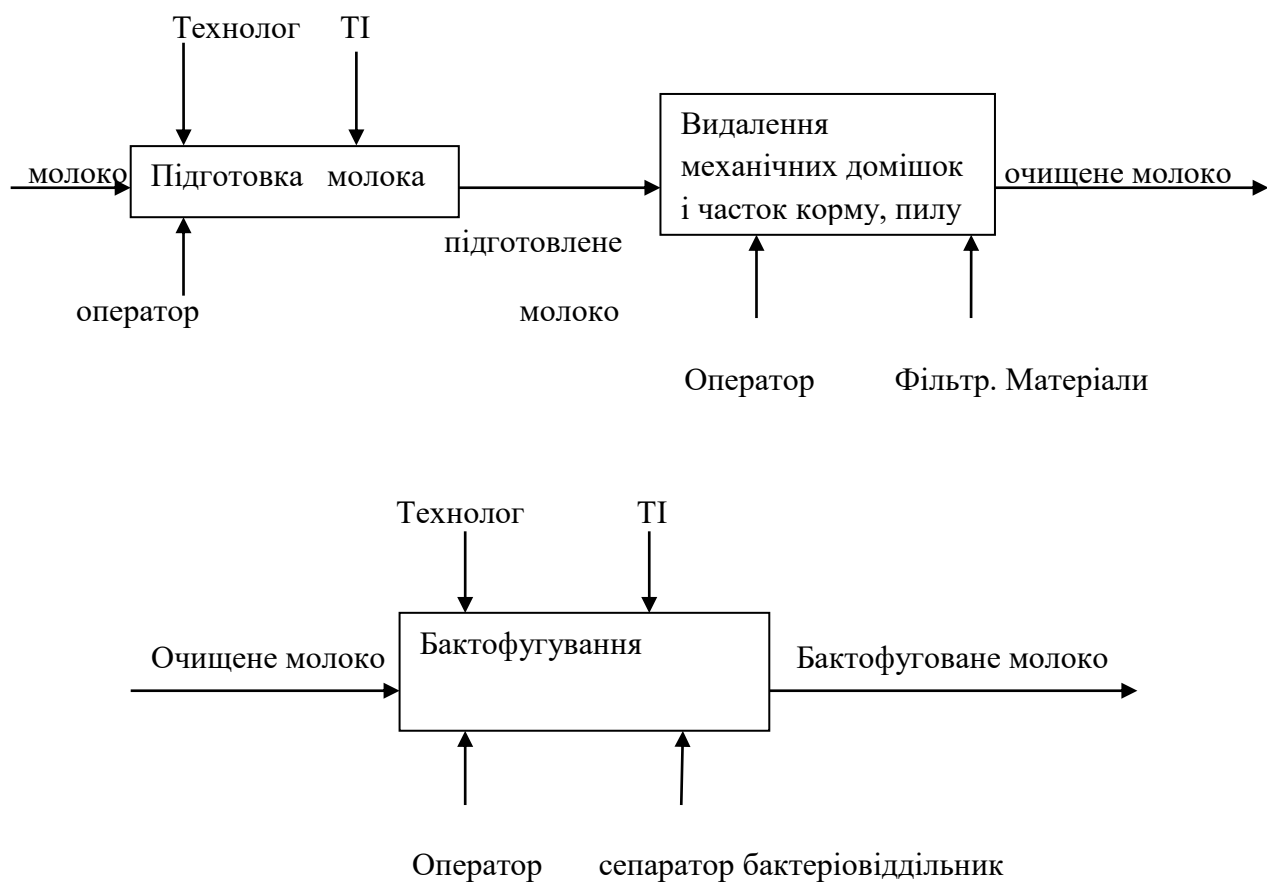 Технолог ТІ
молоко
Підготовка молока
підготовлене
молоко
оператор
Видалення
механічних домішок
і часток корму, пилу
очищене молоко
Оператор Фільтр. Матеріали
Технолог ТІ
Очищене молоко
Бактофугування
Бактофуговане молоко
Оператор сепаратор бактеріовіддільник